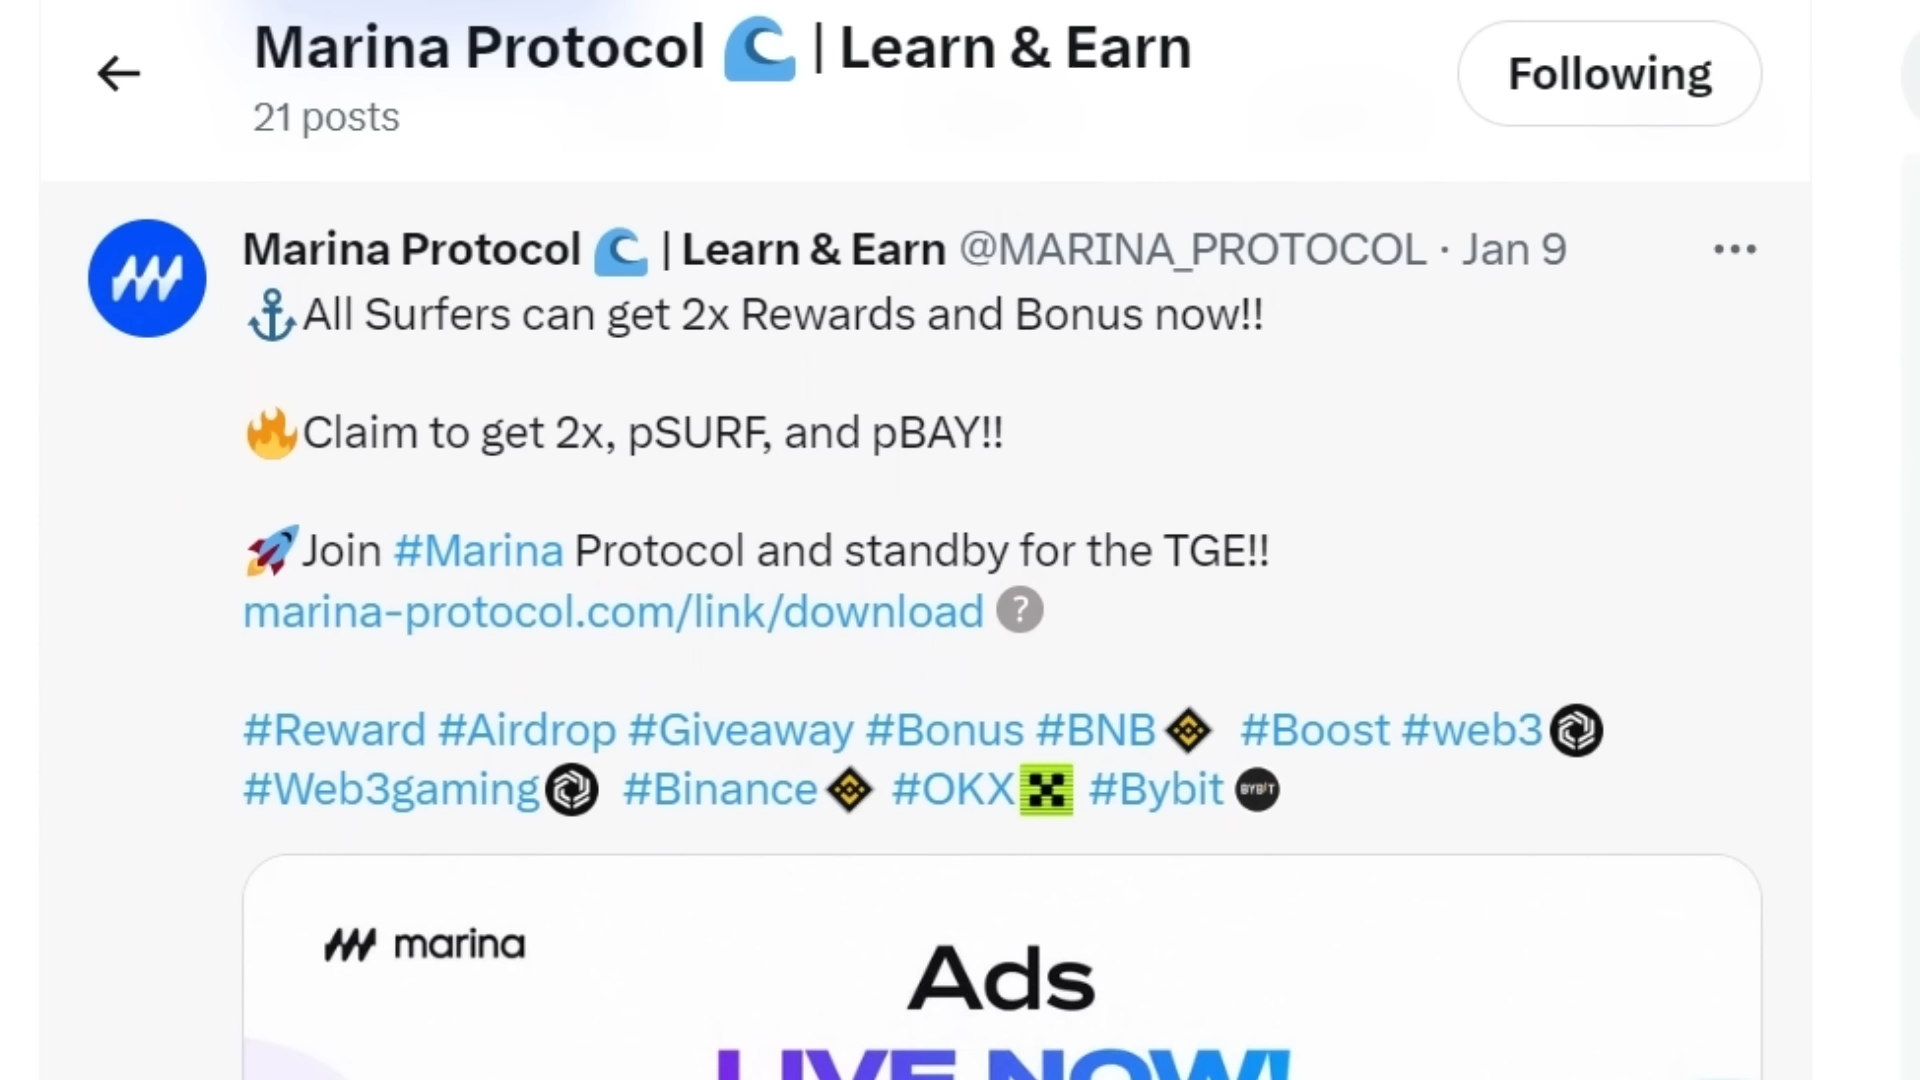 Marina Protocol 🌊 | Learn & Earn
21 posts
Following
Marina Protocol 🌊 | Learn & Earn @MARINA_PROTOCOL · Jan 9
⚓All Surfers can get 2x Rewards and Bonus now!!
🔥Claim to get 2x, pSURF, and pBAY!!
🚀Join #Marina Protocol and standby for the TGE!!
marina-protocol.com/link/download ?
#Reward #Airdrop #Giveaway #Bonus #BNB #Boost #web3
#Web3gaming #Binance #OKX #Bybit BYBIT
marina
Ads
LIVE NOW!